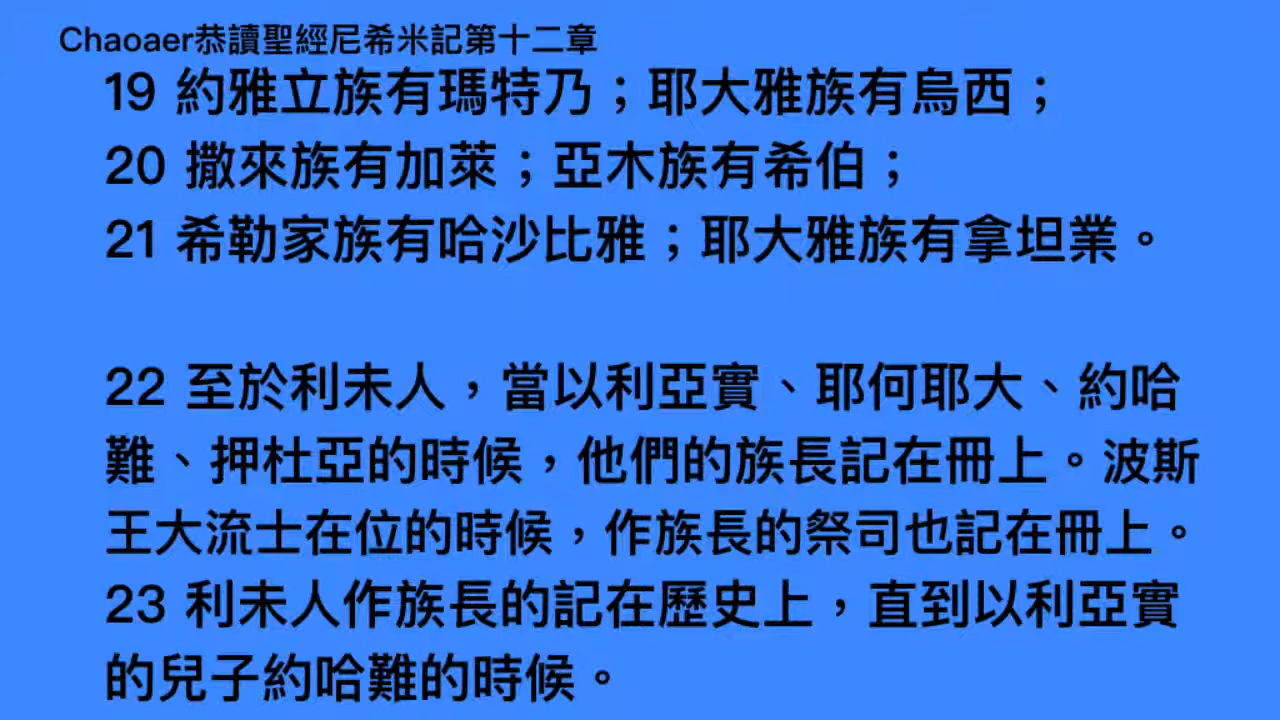 Chaoaer恭讀聖經尼希米記第十二章
19 約雅立族有瑪特乃；耶大雅族有烏西；
20 撒來族有加萊；亞木族有希伯；
21 希勒家族有哈沙比雅；耶大雅族有拿坦業。
22 至於利未人，當以利亞實、耶何耶大、約哈
難、押杜亞的時候，他們的族長記在冊上。波斯
王大流士在位的時候，作族長的祭司也記在冊上。
23 利未人作族長的記在歷史上，直到以利亞實
的兒子約哈難的時候。